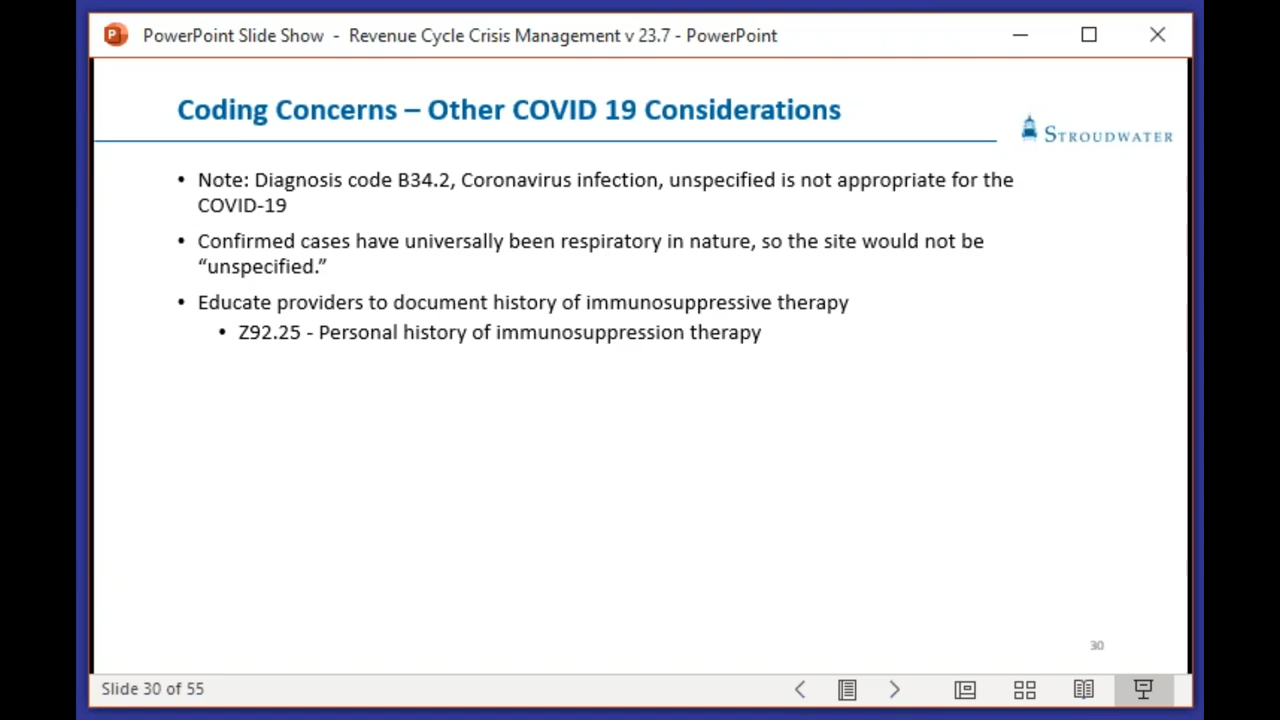 PowerPoint Slide Show - Revenue Cycle Crisis Management v 23.7 - PowerPoint
Coding Concerns – Other COVID 19 Considerations
STROUDWATER
• Note: Diagnosis code B34.2, Coronavirus infection, unspecified is not appropriate for the
COVID-19
• Confirmed cases have universally been respiratory in nature, so the site would not be
“unspecified.”
• Educate providers to document history of immunosuppressive therapy
• Z92.25 - Personal history of immunosuppression therapy
30
Slide 30 of 55